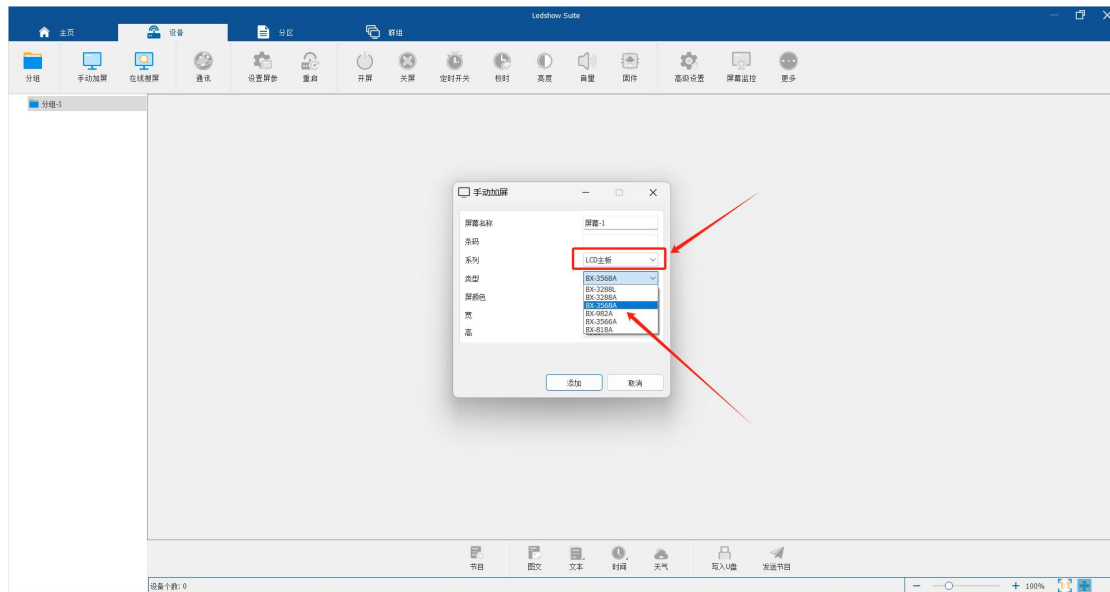 Ledshow Suite
主页
设备
分区
群组
分组
手动加屏
在线搜屏
通讯
设置屏参
重启
开屏
关屏
定时开关
校时
亮度
音量
固件
高级设置
屏幕监控
更多
分组-1
手动加屏
屏幕名称 屏幕-1
条码
系列 LCD主板
类型 BX-3568A
BX-3288L
屏颜色 BX-3288A
BX-3568A
宽 BX-982A
BX-3566A
高 BX-818A
添加 取消
节目
图文
文本
时间
天气
写入U盘
发送节目
设备个数: 0
100%